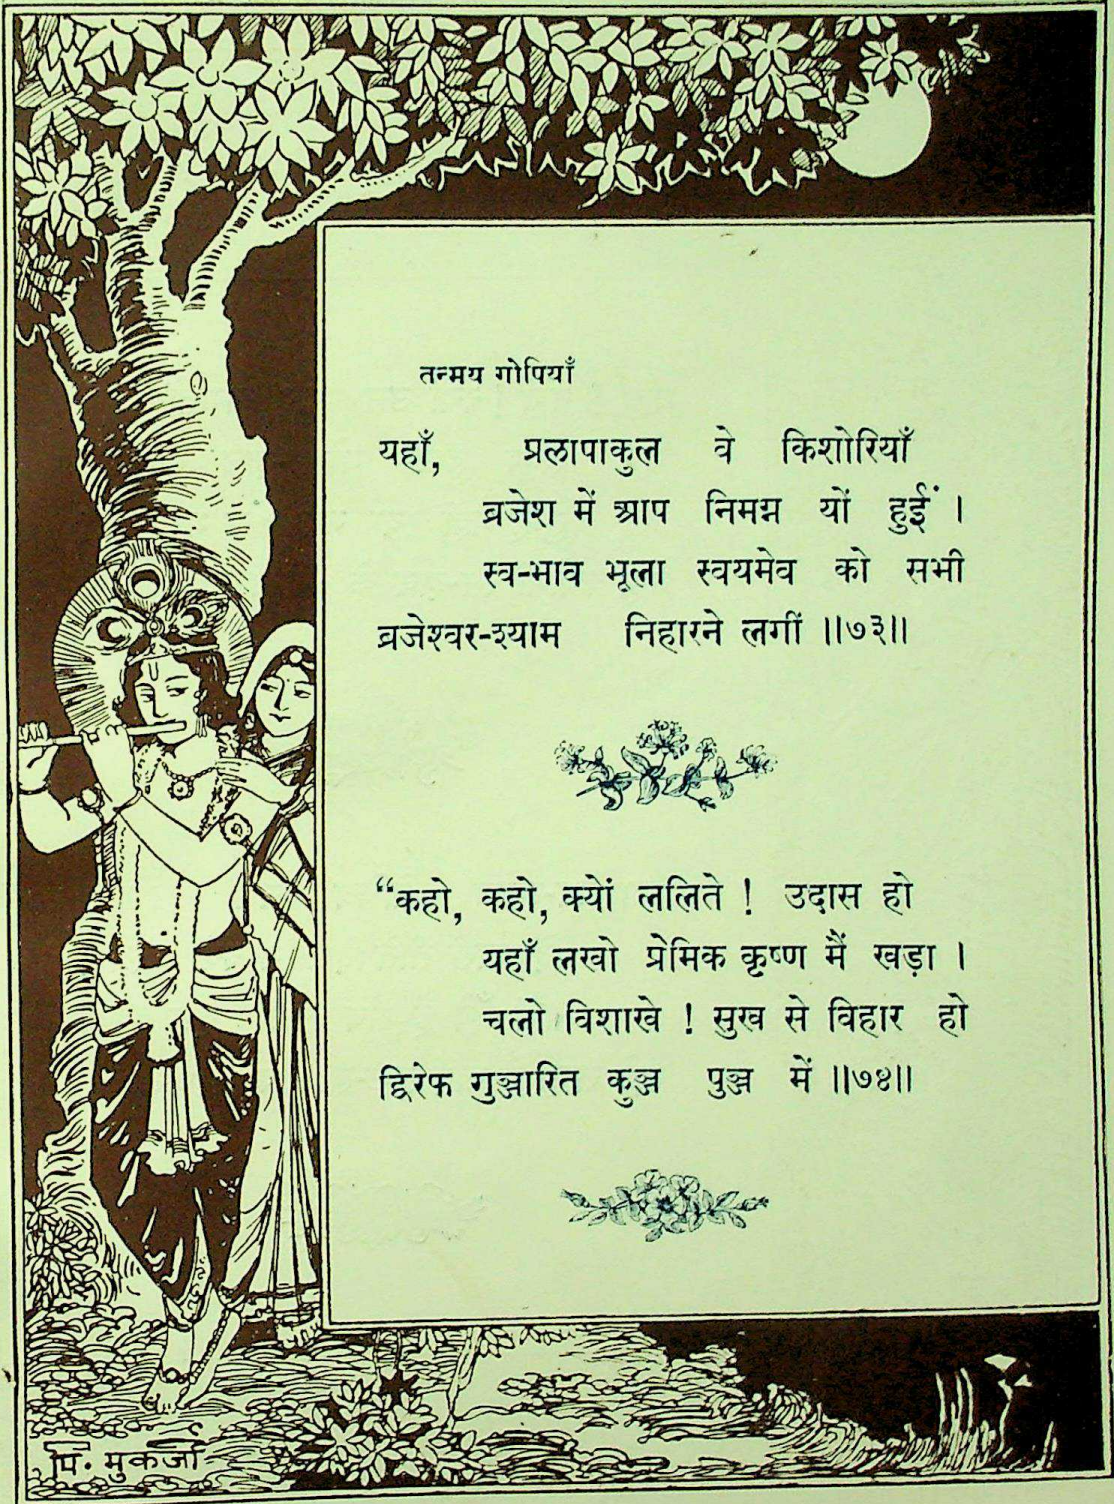 तन्मय गोपियाँ
यहाँ, प्रलापाकुल वे किशोरियाँ
ब्रजेश में आप निमग्न यों हुईं ।
स्व-भाव भूला स्वयमेव को सभी
ब्रजेश्वर-श्याम निहारने लगीं ॥७३॥
“कहो, कहो, क्यों ललिते ! उदास हो
यहाँ लखो प्रेमिक कृष्ण मैं खड़ा ।
चलो विशाखे ! सुख से विहार हो
द्विरेफ गुञ्जारित कुञ्ज पुञ्ज में ॥७४॥
पि. मुकर्जी